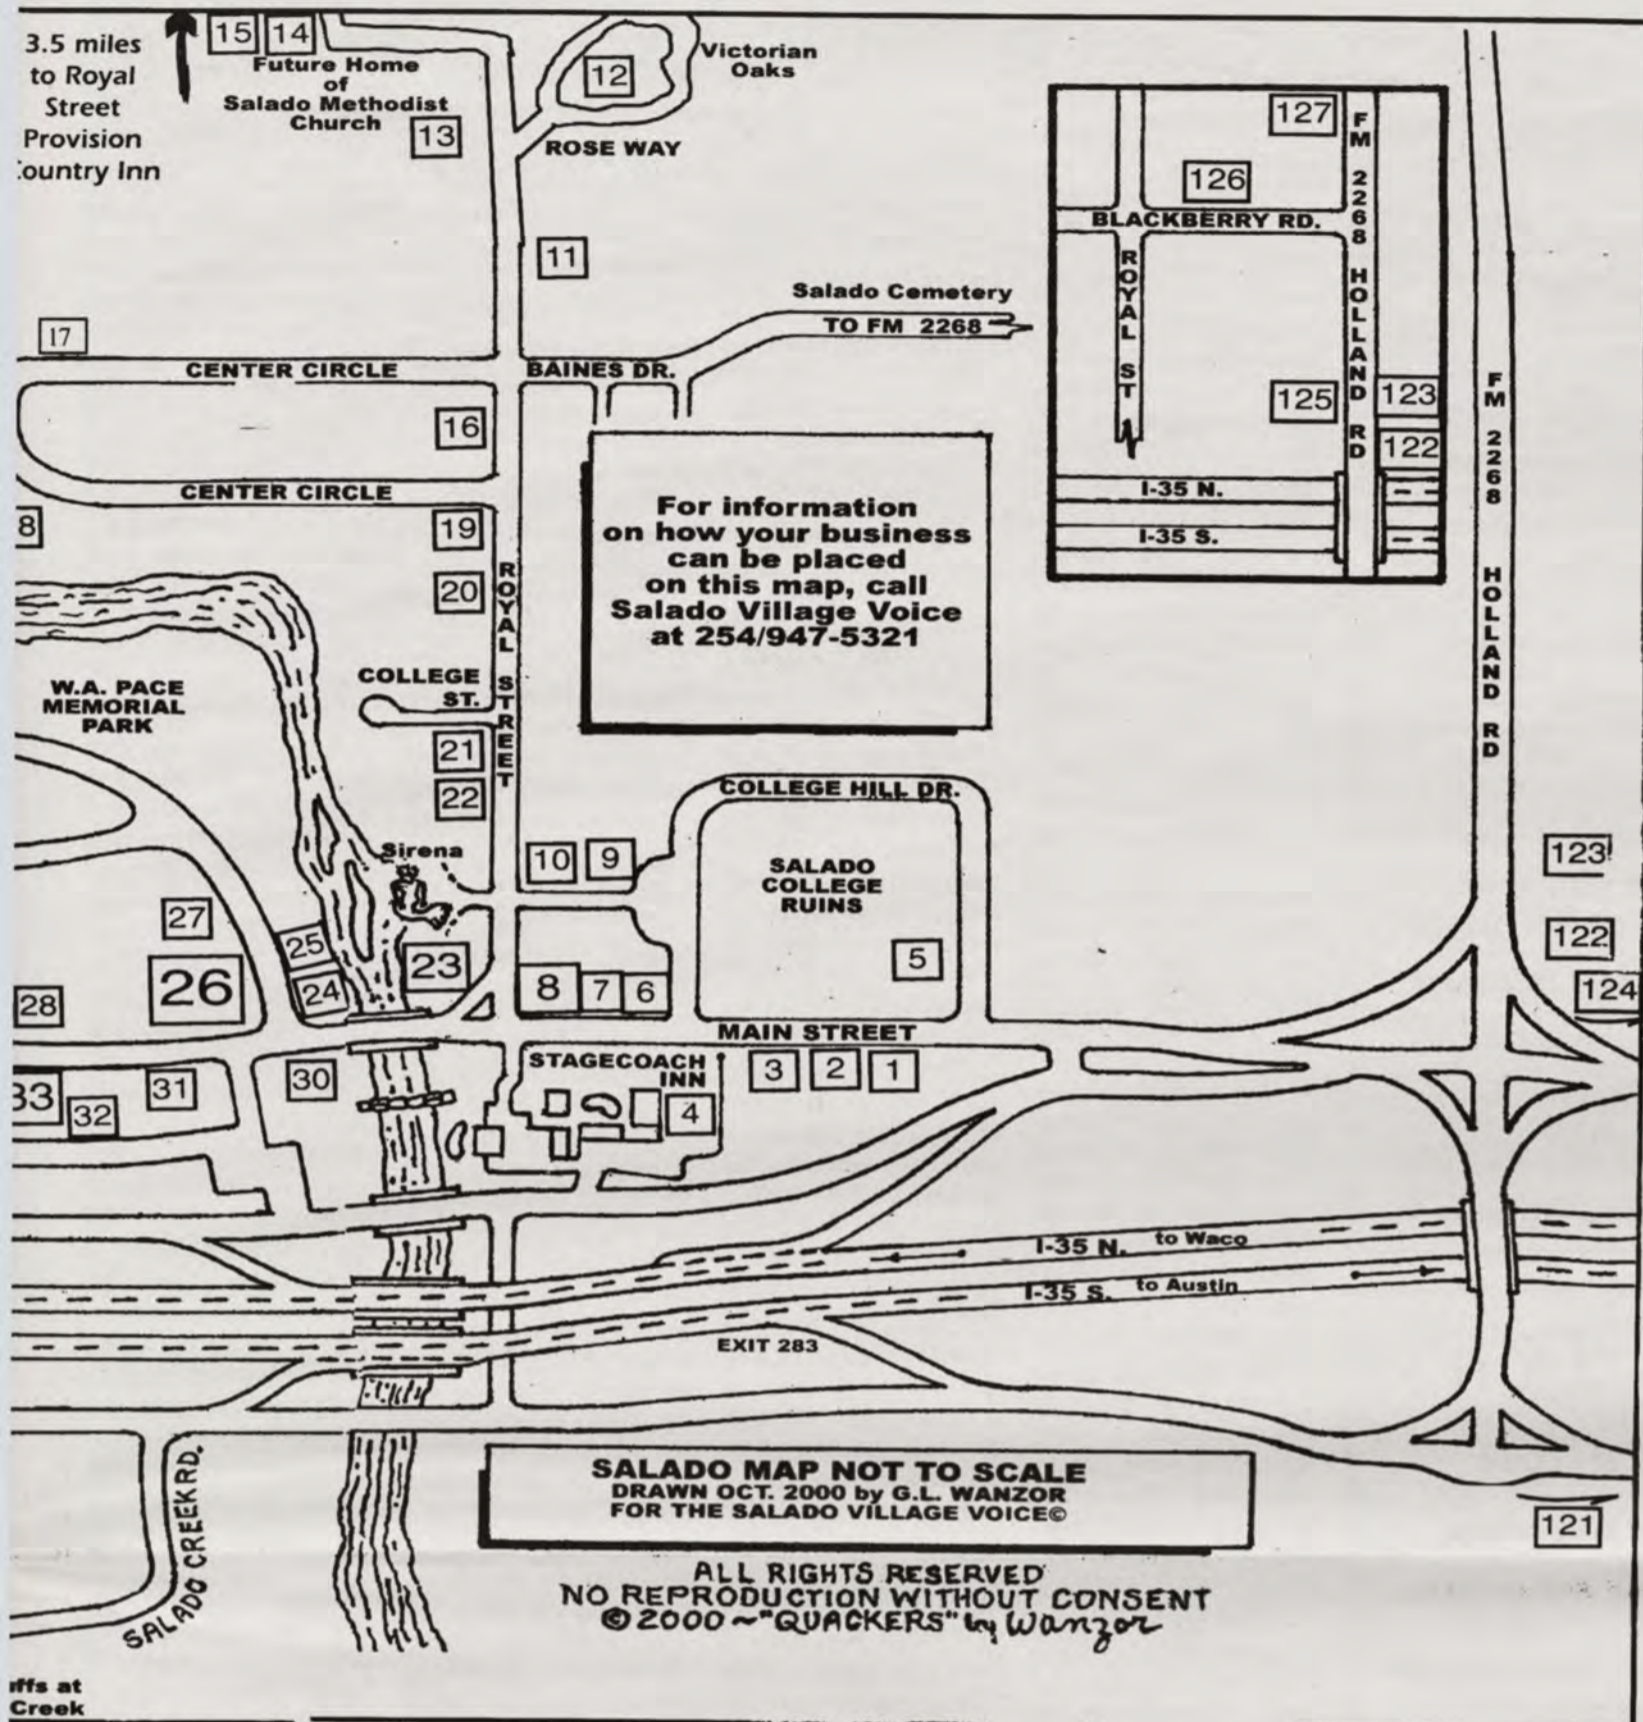 3.5 miles
to Royal
Street
Provision
Country Inn
15
14
Future Home
of
Salado Methodist
Church
13
12
Victorian
Oaks
ROSE WAY
11
127
126
BLACKBERRY RD.
FM 2268 HOLLAND RD
ROYAL ST
125
123
122
I-35 N.
I-35 S.
Salado Cemetery
TO FM 2268
17
CENTER CIRCLE
BAINES DR.
16
CENTER CIRCLE
8
19
20
ROYAL STREET
For information
on how your business
can be placed
on this map, call
Salado Village Voice
at 254/947-5321
FM 2268 HOLLAND RD
W.A. PACE
MEMORIAL
PARK
COLLEGE
ST.
21
22
COLLEGE HILL DR.
Sirena
10
9
SALADO
COLLEGE
RUINS
123
27
25
23
5
122
28
26
24
8
7
6
124
MAIN STREET
STAGECOACH
INN
3
2
1
33
32
31
30
4
I-35 N.
to Waco
I-35 S.
to Austin
EXIT 283
SALADO CREEK RD.
SALADO MAP NOT TO SCALE
DRAWN OCT. 2000 by G.L. WANZOR
FOR THE SALADO VILLAGE VOICE©
121
ALL RIGHTS RESERVED
NO REPRODUCTION WITHOUT CONSENT
©2000 ~ "QUACKERS" by Wanzor
ffs at
Creek